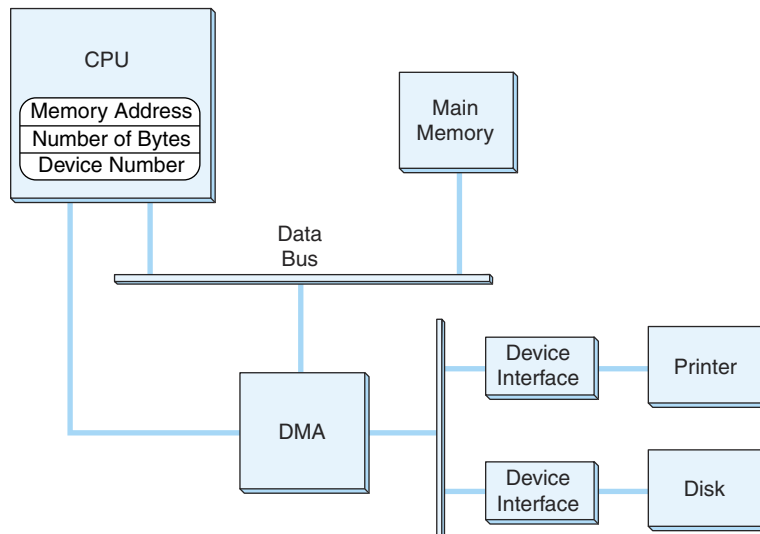 CPU
Memory Address
Number of Bytes
Device Number
Main
Memory
Data
Bus
DMA
Device
Interface
Printer
Device
Interface
Disk